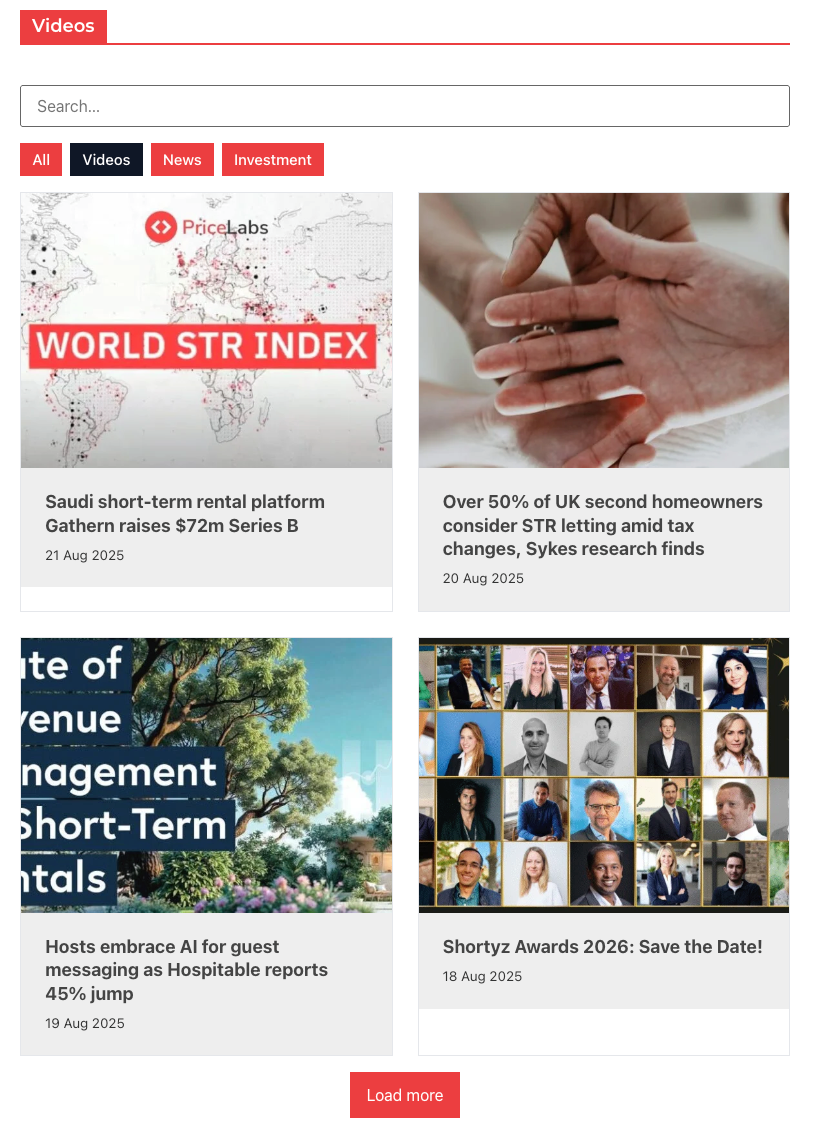 Videos
Search...
All
Videos
News
Investment
PriceLabs
WORLD STR INDEX
Saudi short-term rental platform
Gathern raises $72m Series B
21 Aug 2025
Over 50% of UK second homeowners
consider STR letting amid tax
changes, Sykes research finds
20 Aug 2025
ate of
venue
nagement
Short-Term
ntals
Hosts embrace AI for guest
messaging as Hospitable reports
45% jump
19 Aug 2025
Shortyz Awards 2026: Save the Date!
18 Aug 2025
Load more